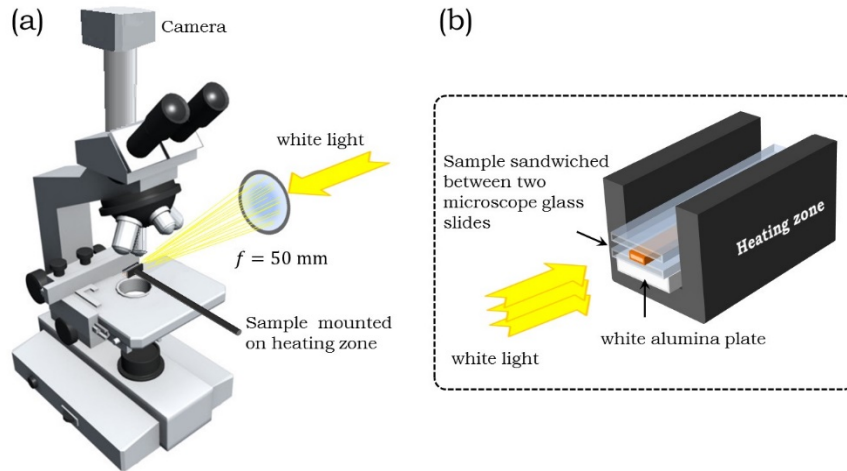 (a)
Camera
white light
f = 50 mm
Sample mounted
on heating zone
(b)
Sample sandwiched
between two
microscope glass
slides
Heating zone
white light
white alumina plate